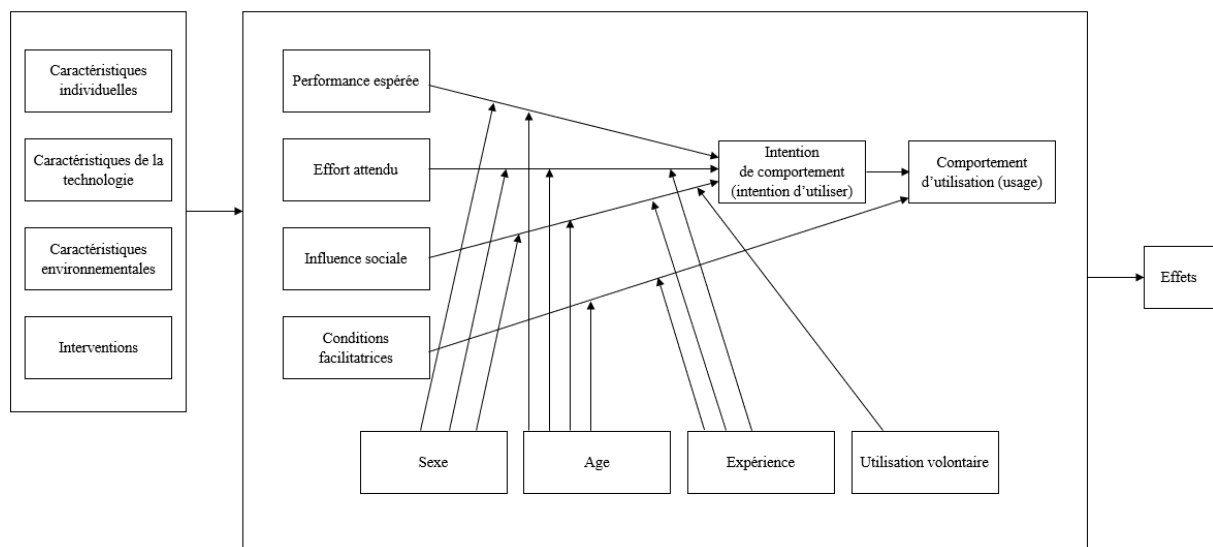 Caractéristiques
individuelles
Caractéristiques de la
technologie
Caractéristiques
environnementales
Interventions
Performance espérée
Effort attendu
Influence sociale
Conditions
facilitatrices
Intention
de comportement
(intention d’utiliser)
Comportement
d’utilisation (usage)
Sexe
Age
Expérience
Utilisation volontaire
Effets